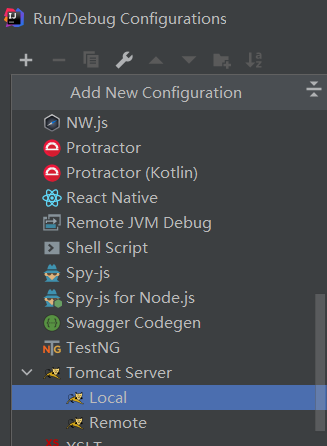 Run/Debug Configurations
Add New Configuration
NW.js
Protractor
Protractor (Kotlin)
React Native
Remote JVM Debug
Shell Script
Spy-js
Spy-js for Node.js
Swagger Codegen
TestNG
Tomcat Server
Local
Remote
XSLT